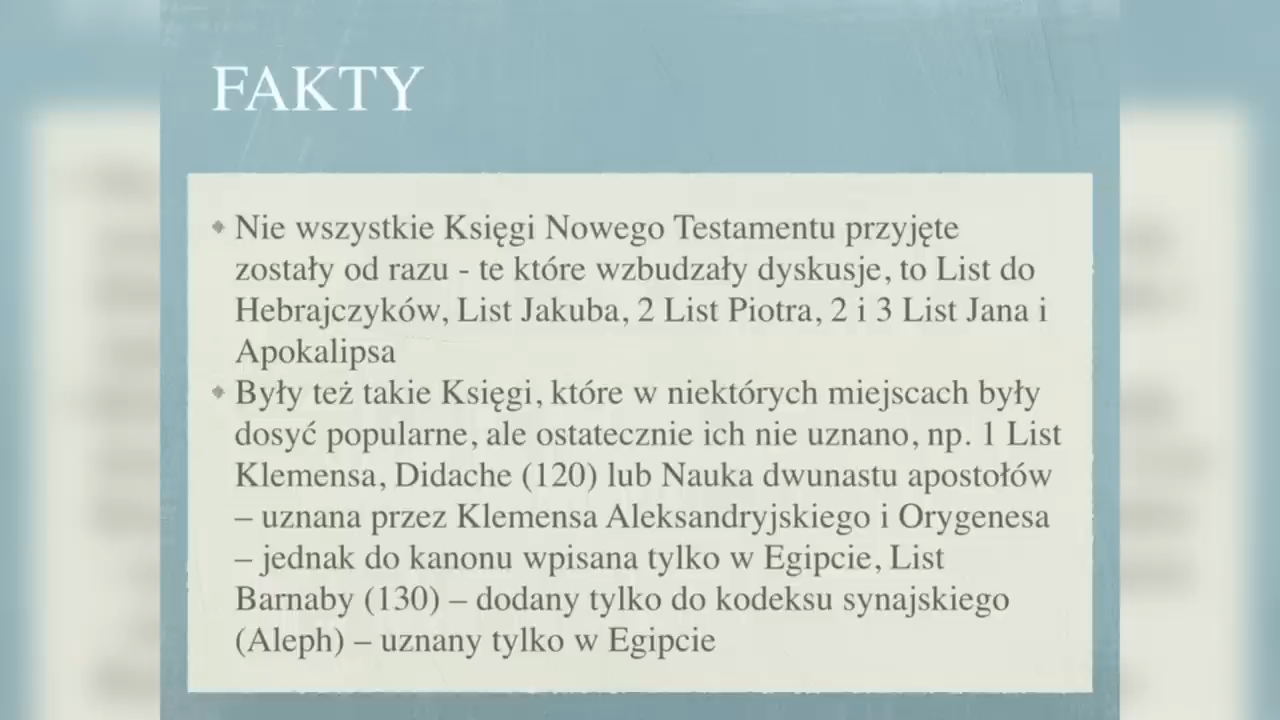 FAKTY
Nie wszystkie Księgi Nowego Testamentu przyjęte
zostały od razu - te które wzbudzały dyskusje, to List do
Hebrajczyków, List Jakuba, 2 List Piotra, 2 i 3 List Jana i
Apokalipsa
Były też takie Księgi, które w niektórych miejscach były
dosyć popularne, ale ostatecznie ich nie uznano, np. 1 List
Klemensa, Didache (120) lub Nauka dwunastu apostołów
– uznana przez Klemensa Aleksandryjskiego i Orygenesa
– jednak do kanonu wpisana tylko w Egipcie, List
Barnaby (130) – dodany tylko do kodeksu synajskiego
(Aleph) – uznany tylko w Egipcie